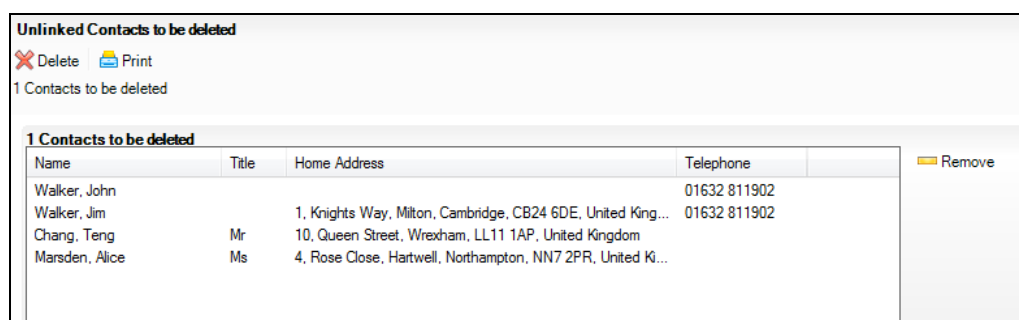 Unlinked Contacts to be deleted
Delete Print
1 Contacts to be deleted
1 Contacts to be deleted
Name Title Home Address Telephone
Remove
Walker, John 01632 811902
Walker, Jim 1, Knights Way, Milton, Cambridge, CB24 6DE, United King... 01632 811902
Chang, Teng Mr 10, Queen Street, Wrexham, LL11 1AP, United Kingdom
Marsden, Alice Ms 4, Rose Close, Hartwell, Northampton, NN7 2PR, United Ki...